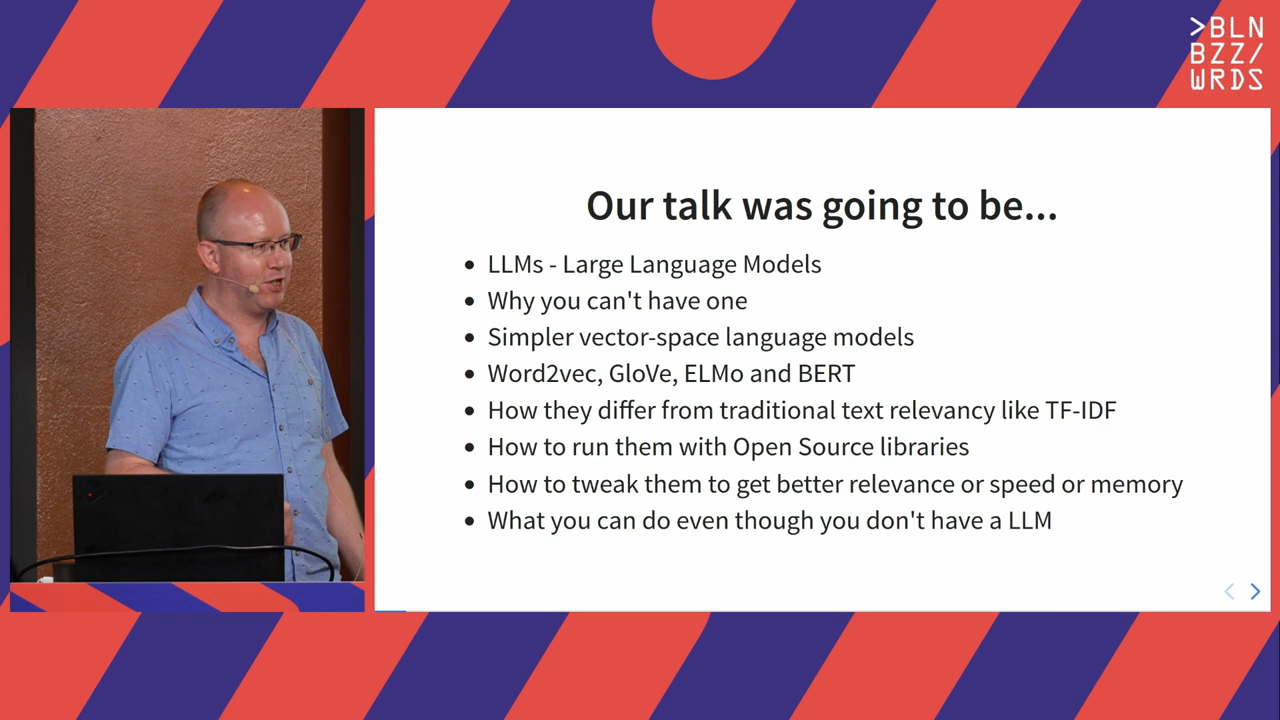 >BLN
BZZ/
WRDS
Our talk was going to be...
• LLMs - Large Language Models
• Why you can't have one
• Simpler vector-space language models
• Word2vec, GloVe, ELMo and BERT
• How they differ from traditional text relevancy like TF-IDF
• How to run them with Open Source libraries
• How to tweak them to get better relevance or speed or memory
• What you can do even though you don't have a LLM